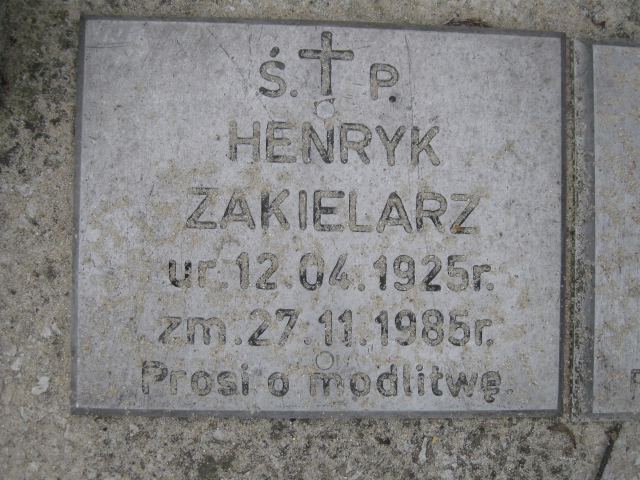 Ś. P.
HENRYK
ZAKIELARZ
ur. 12.04.1925r.
zm. 27.11.1985r.
Prosi o modlitwę